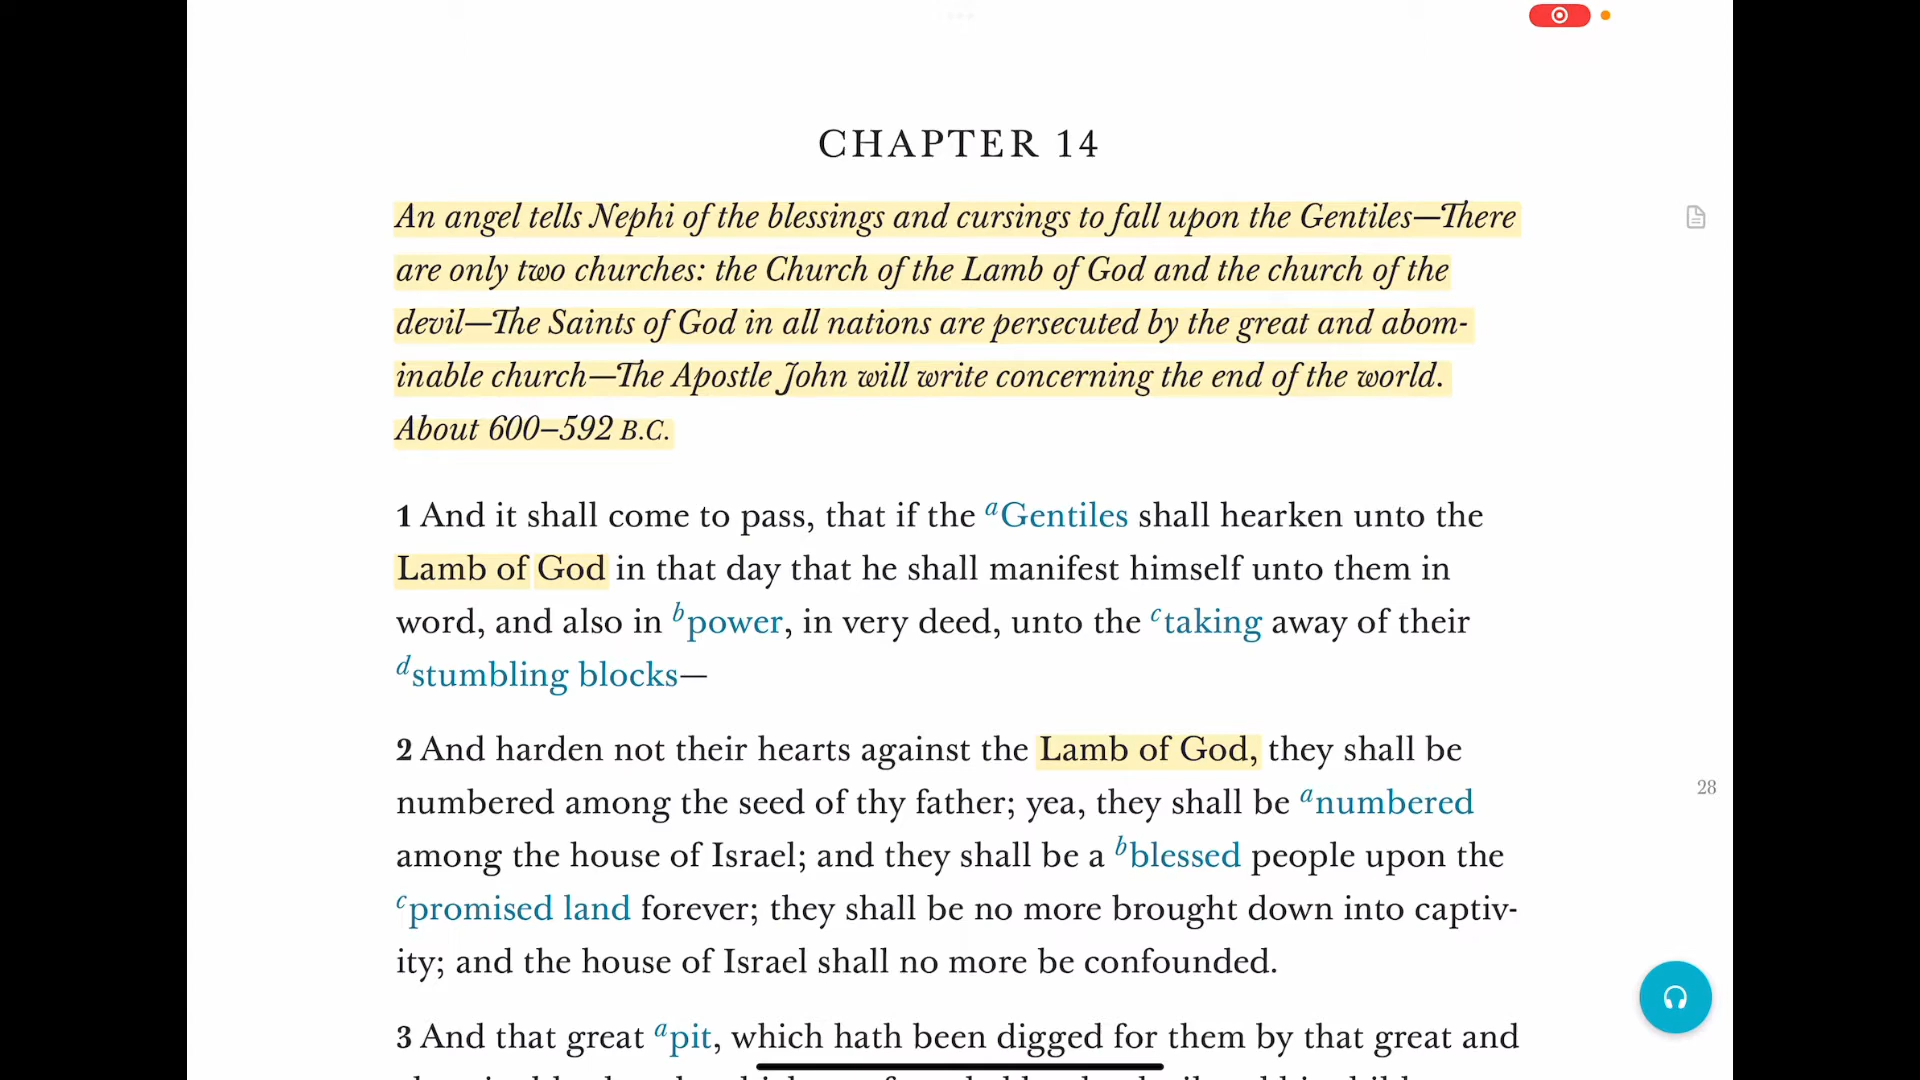 CHAPTER 14
An angel tells Nephi of the blessings and cursings to fall upon the Gentiles—There
are only two churches: the Church of the Lamb of God and the church of the
devil—The Saints of God in all nations are persecuted by the great and abom-
inable church—The Apostle John will write concerning the end of the world.
About 600–592 B.C.
1 And it shall come to pass, that if the aGentiles shall hearken unto the
Lamb of God in that day that he shall manifest himself unto them in
word, and also in bpower, in very deed, unto the ctaking away of their
dstumbling blocks—
2 And harden not their hearts against the Lamb of God, they shall be
numbered among the seed of thy father; yea, they shall be anumbered
among the house of Israel; and they shall be a bblessed people upon the
cpromised land forever; they shall be no more brought down into captiv-
ity; and the house of Israel shall no more be confounded.
28
3 And that great apit, which hath been digged for them by that great and